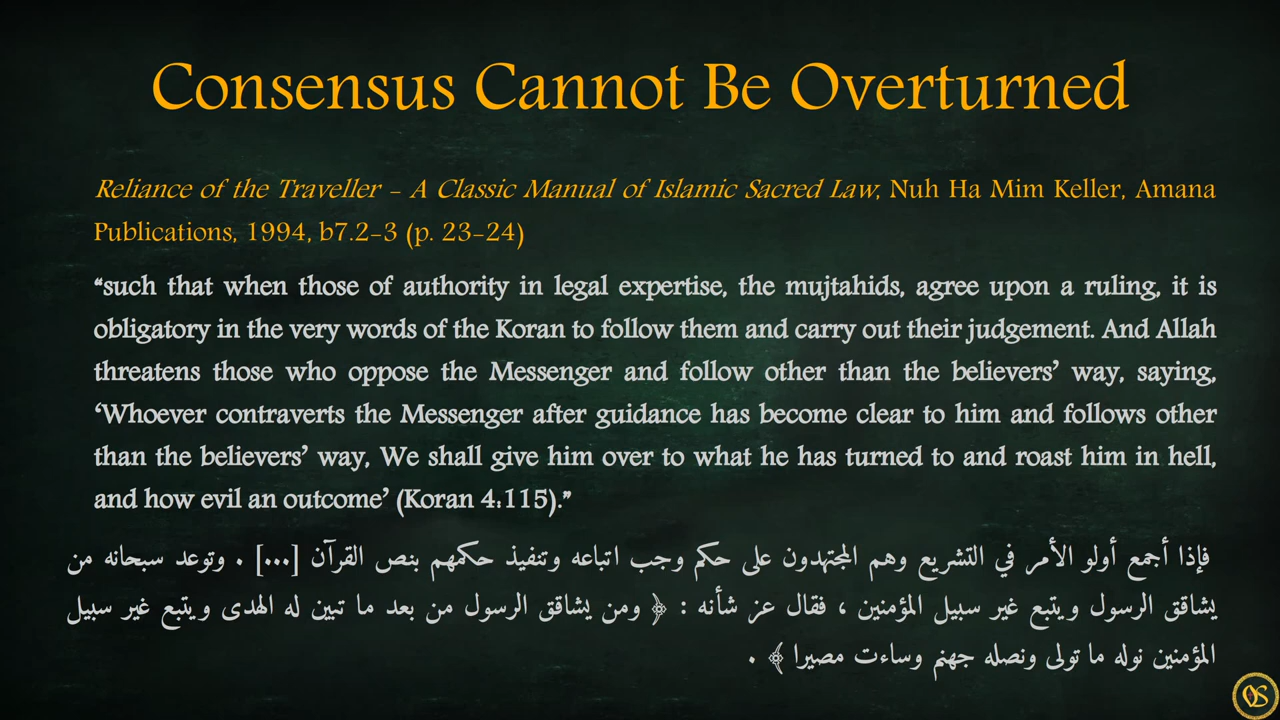 Consensus Cannot Be Overturned
Reliance of the Traveller – A Classic Manual of Islamic Sacred Law, Nuh Ha Mim Keller, Amana
Publications, 1994, b7.2-3 (p. 23-24)
“such that when those of authority in legal expertise, the mujtahids, agree upon a ruling, it is
obligatory in the very words of the Koran to follow them and carry out their judgement. And Allah
threatens those who oppose the Messenger and follow other than the believers’ way, saying,
‘Whoever contraverts the Messenger after guidance has become clear to him and follows other
than the believers’ way, We shall give him over to what he has turned to and roast him in hell,
and how evil an outcome’ (Koran 4:115).”
فإذا أجمع أولو الأمر في التشريع وهم المجتهدون على حكم وجب اتباعه وتنفيذ حكمهم بنص القرآن [...] . وتوعد سبحانه من
يشاقق الرسول ويتبع غير سبيل المؤمنين ، فقال عز شأنه : ﴿ ومن يشاقق الرسول من بعد ما تبين له الهدى ويتبع غير سبيل
المؤمنين نوله ما تولى ونصله جهنم وساءت مصيرا ﴾ .